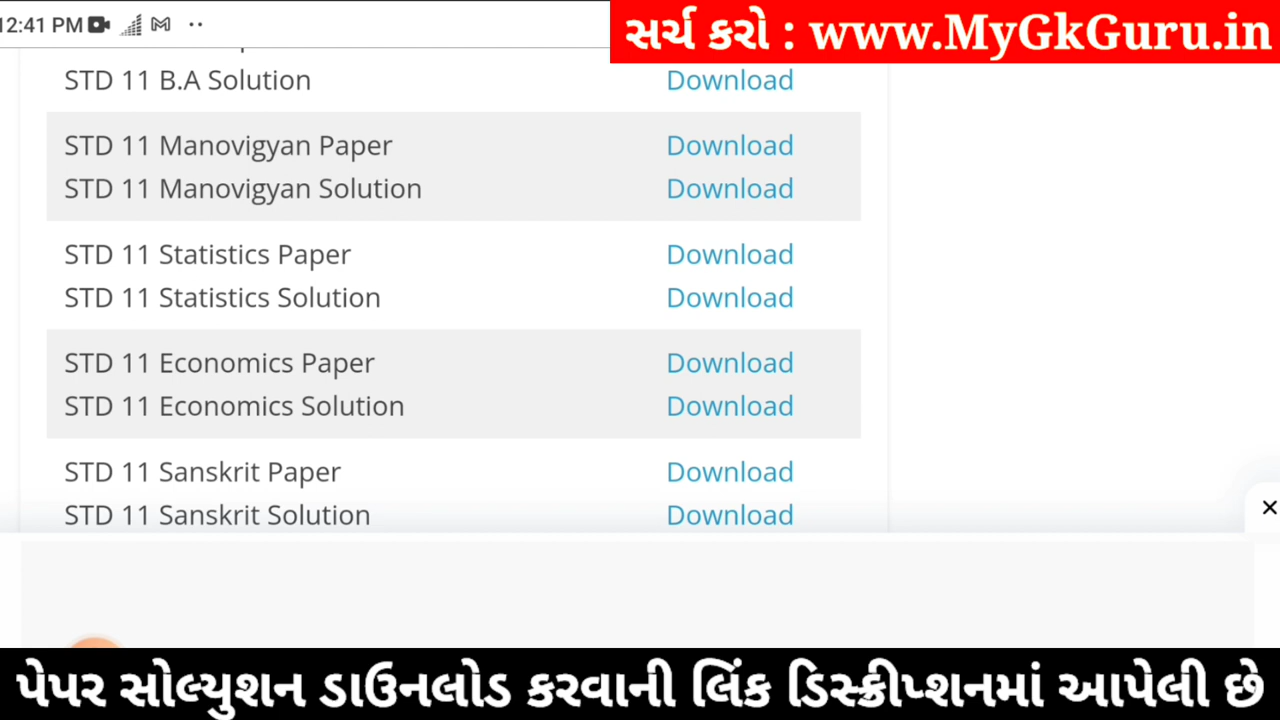 12:41 PM
સર્ચ કરો : www.MyGkGuru.in
STD 11 B.A Solution Download
STD 11 Manovigyan Paper Download
STD 11 Manovigyan Solution Download
STD 11 Statistics Paper Download
STD 11 Statistics Solution Download
STD 11 Economics Paper Download
STD 11 Economics Solution Download
STD 11 Sanskrit Paper Download
STD 11 Sanskrit Solution Download
પેપર સોલ્યુશન ડાઉનલોડ કરવાની લિંક ડિસ્ક્રીપ્શનમાં આપેલી છે